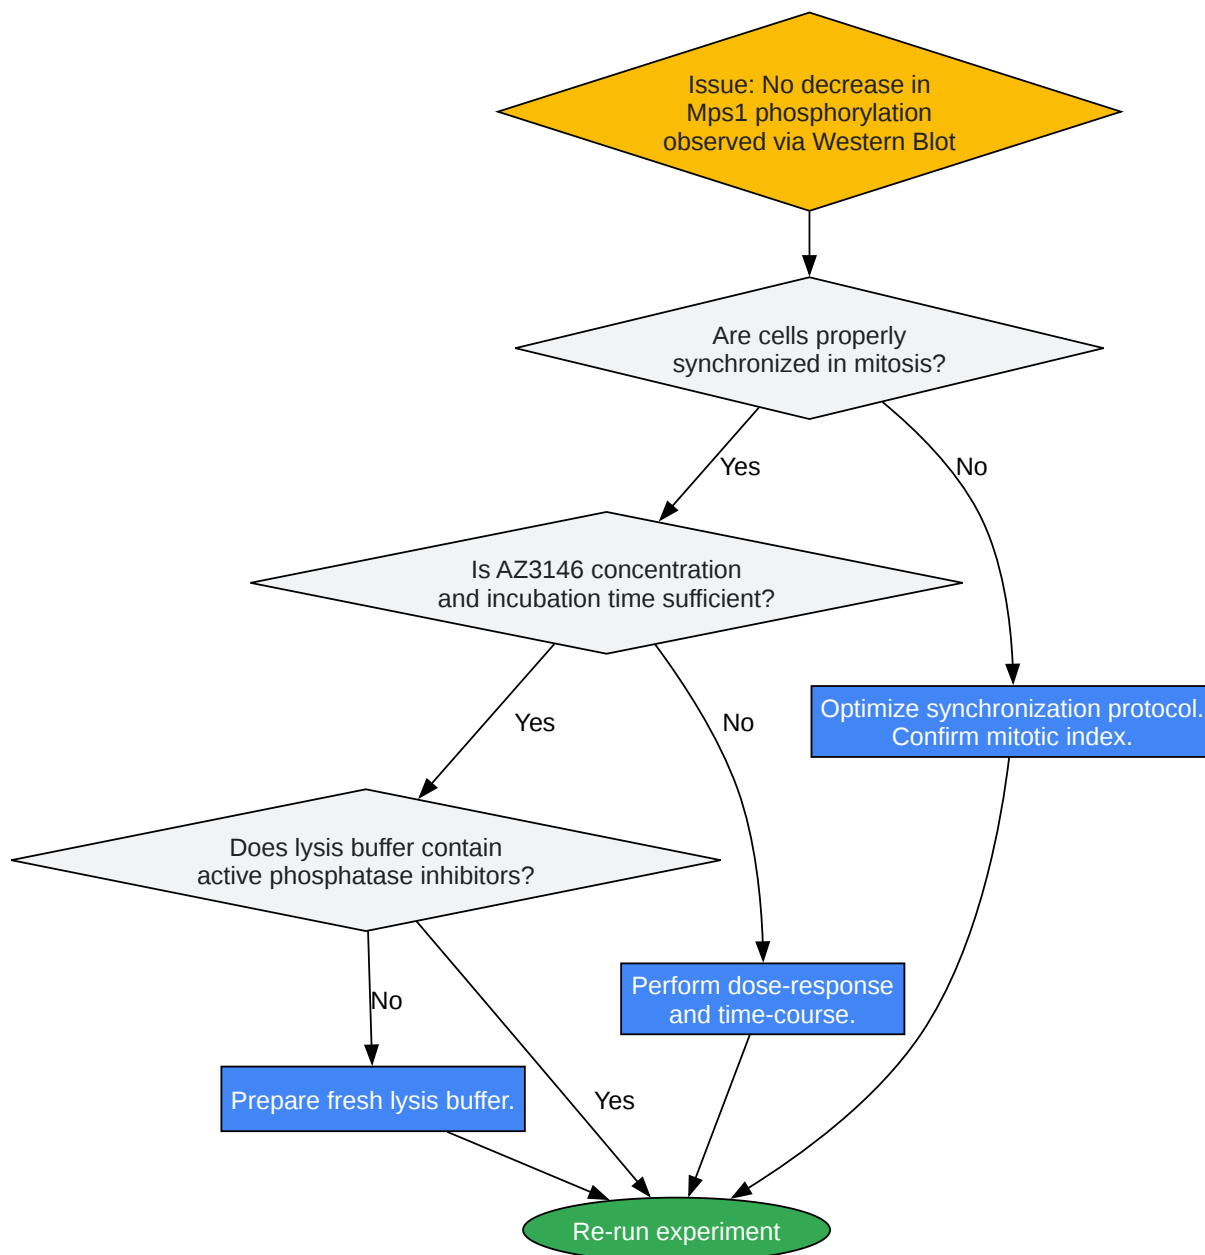 Issue: No decrease in
Mps1 phosphorylation
observed via Western Blot
Are cells properly
synchronized in mitosis?
Yes
No
Is AZ3146 concentration
and incubation time sufficient?
Optimize synchronization protocol.
Confirm mitotic index.
Yes
No
Does lysis buffer contain
active phosphatase inhibitors?
Perform dose-response
and time-course.
No
Yes
Prepare fresh lysis buffer.
Re-run experiment